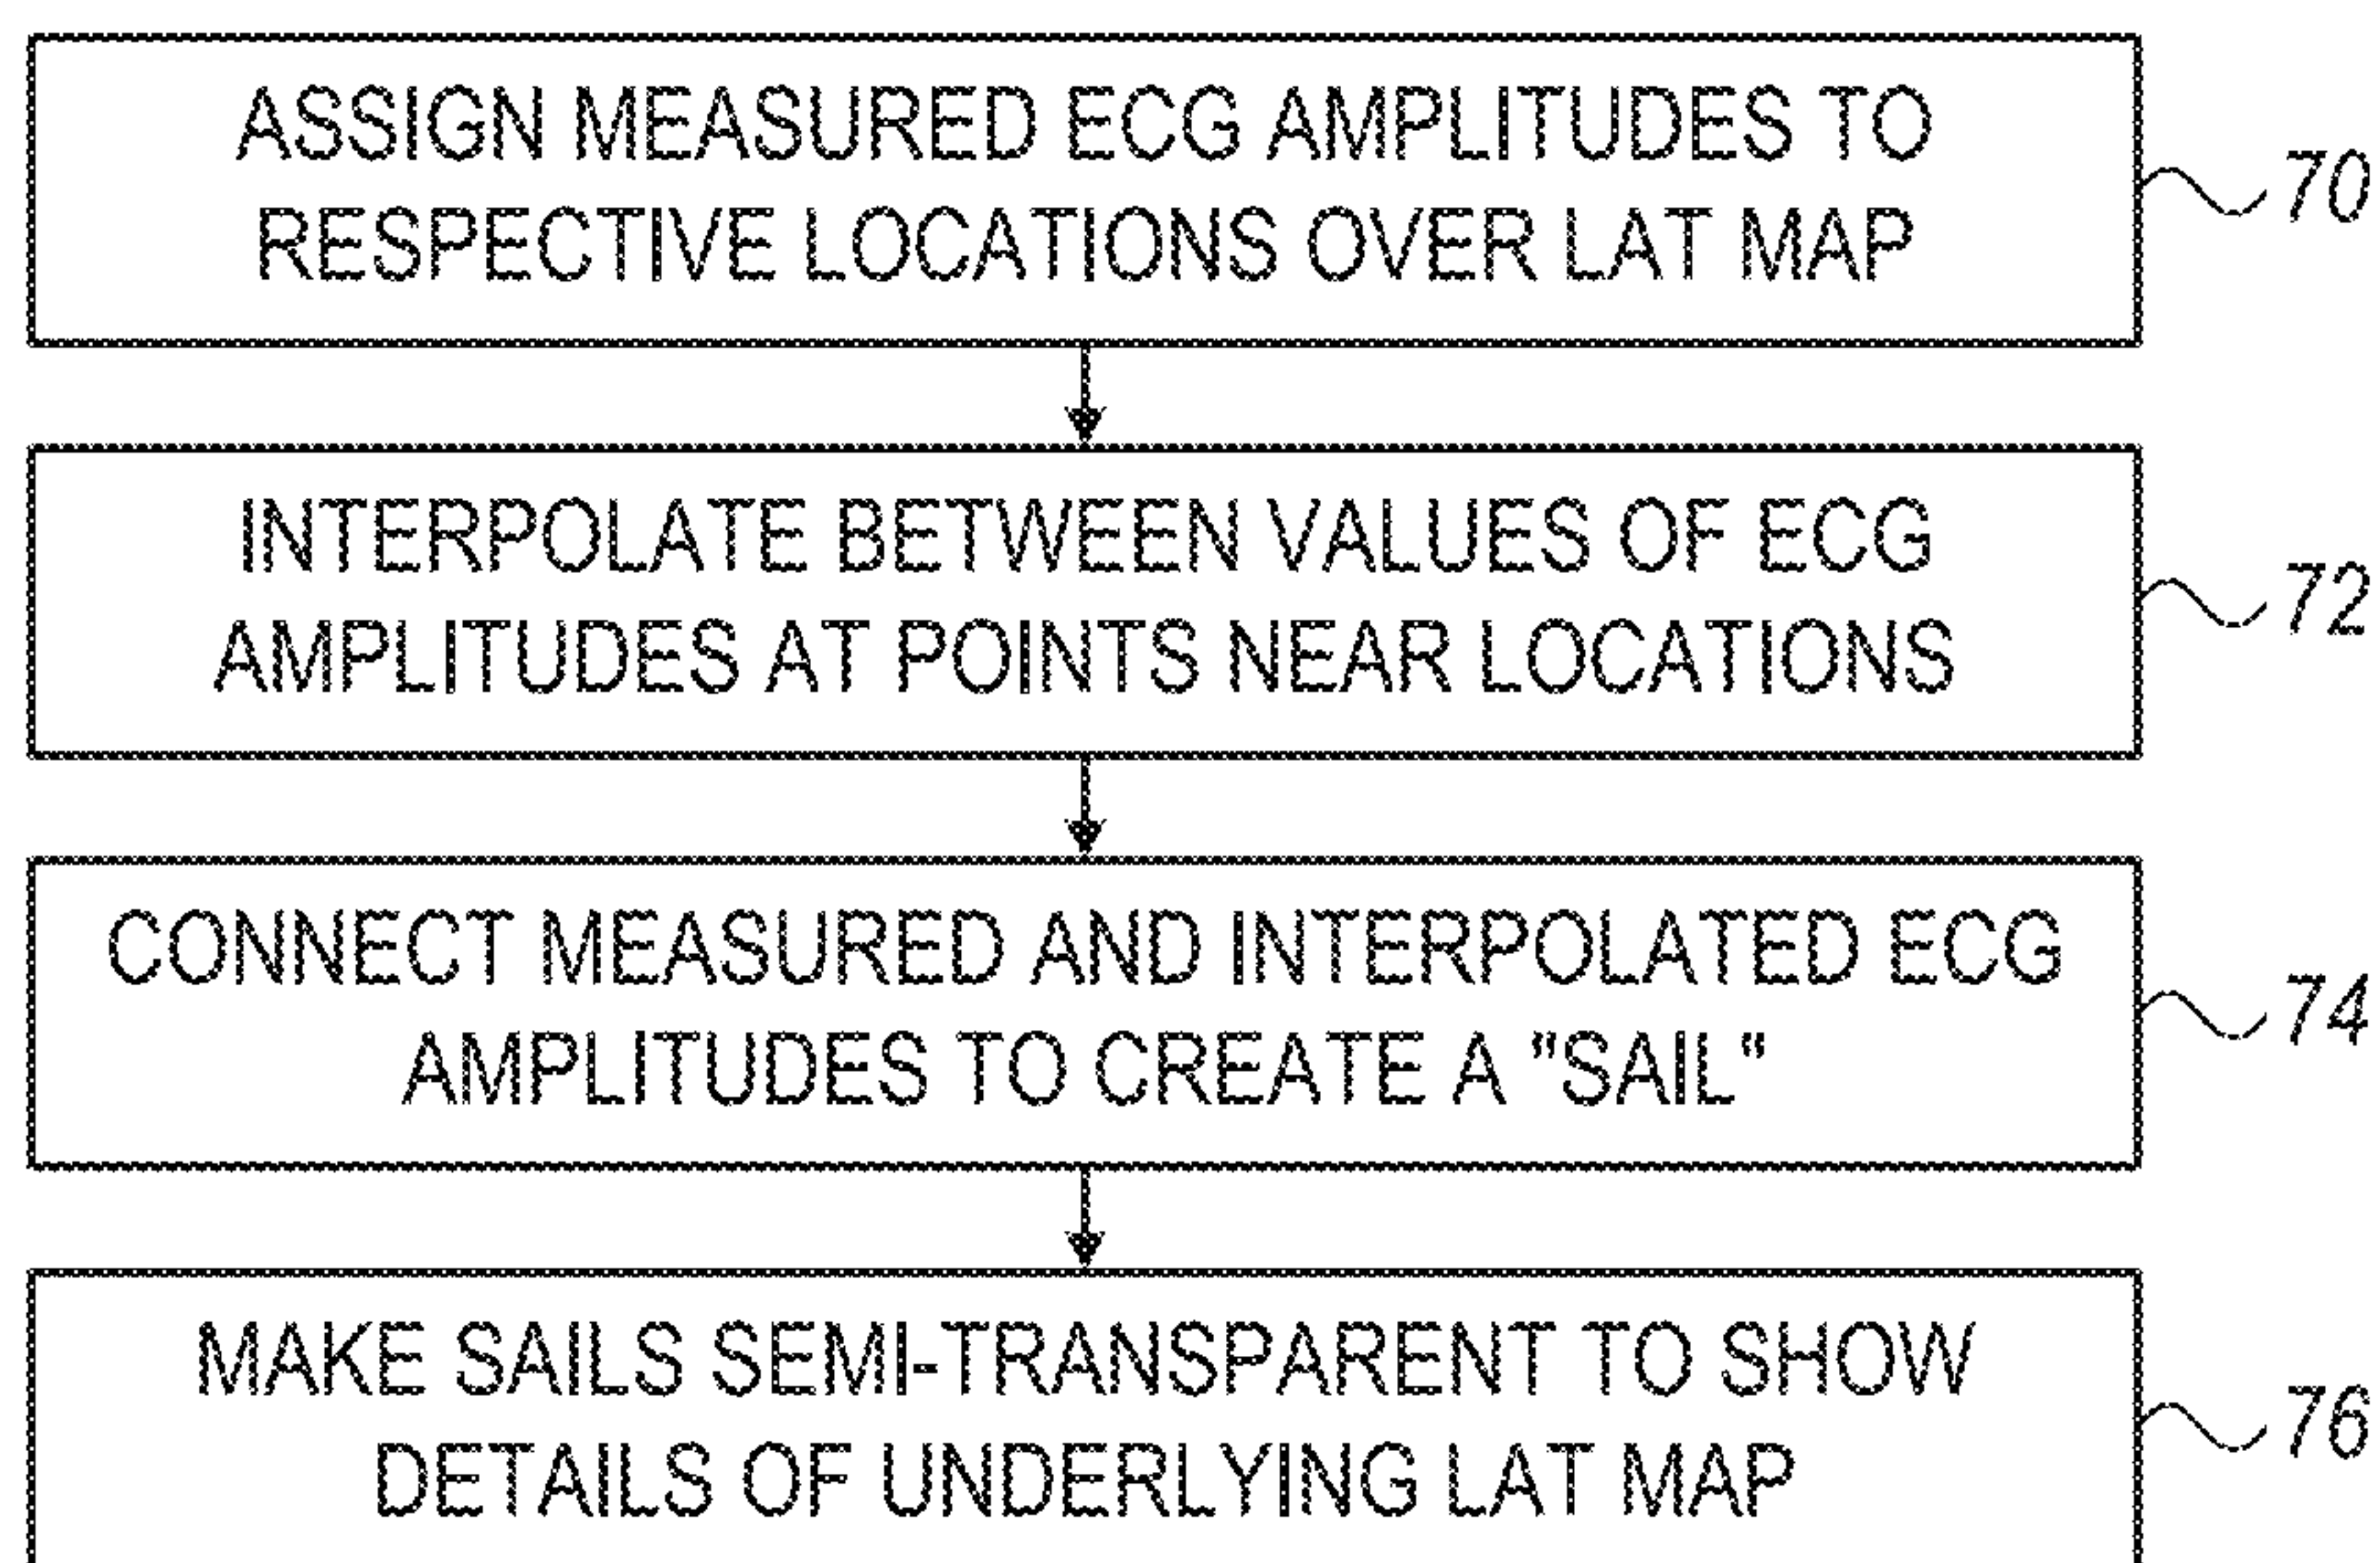 ASSIGN MEASURED ECG AMPLITUDES TO
RESPECTIVE LOCATIONS OVER LAT MAP
70
INTERPOLATE BETWEEN VALUES OF ECG
AMPLITUDES AT POINTS NEAR LOCATIONS
72
CONNECT MEASURED AND INTERPOLATED ECG
AMPLITUDES TO CREATE A "SAIL"
74
MAKE SAILS SEMI-TRANSPARENT TO SHOW
DETAILS OF UNDERLYING LAT MAP
76